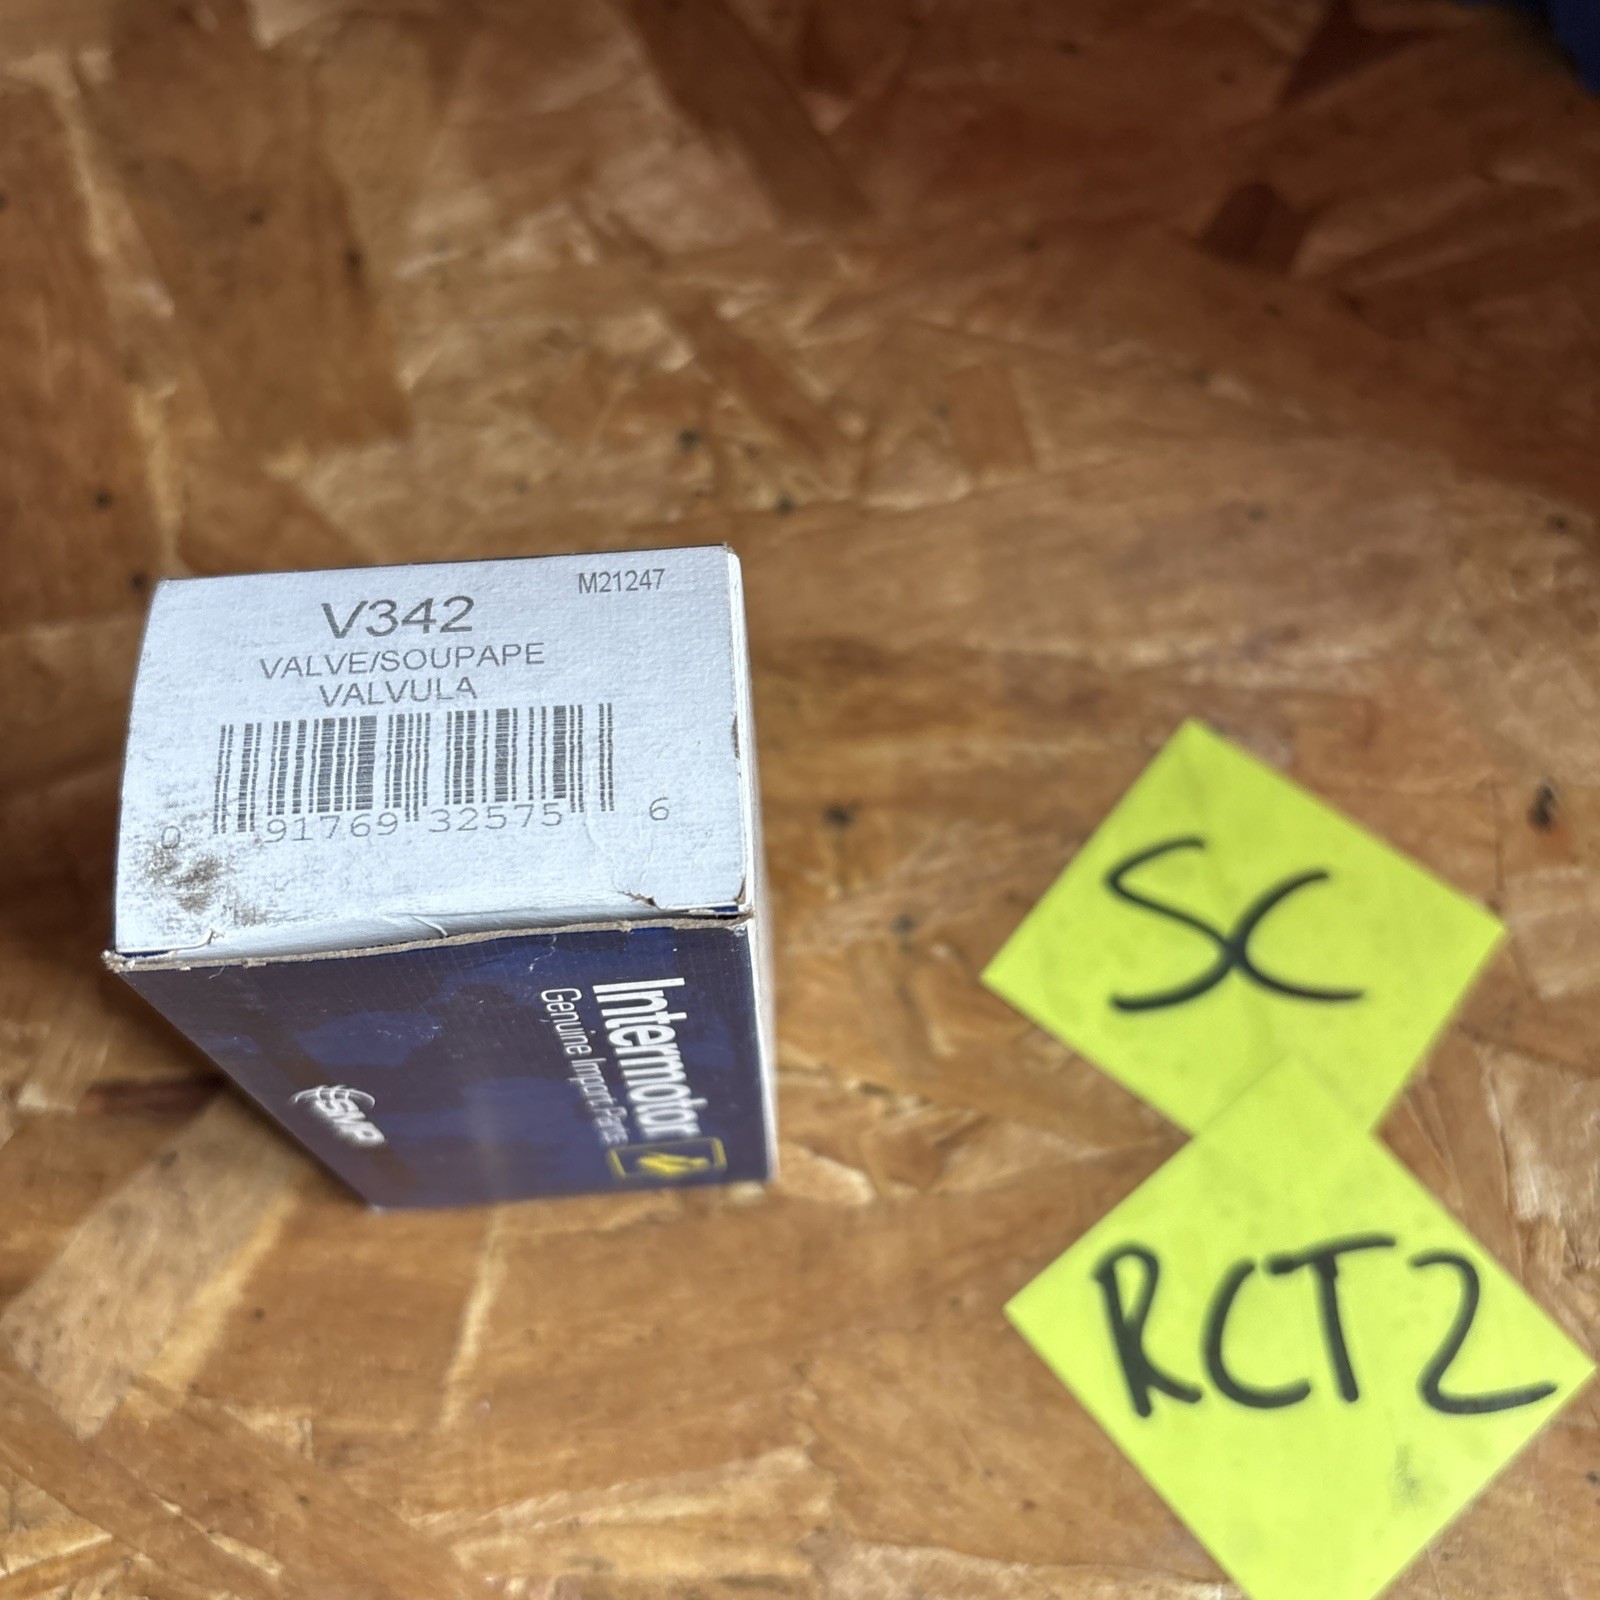 M21247
V342
VALVE/SOUPAPE
VALVULA
0 91769 32575 6
Intermotor
Genuine Import Parts
SMP
SC
RCT2